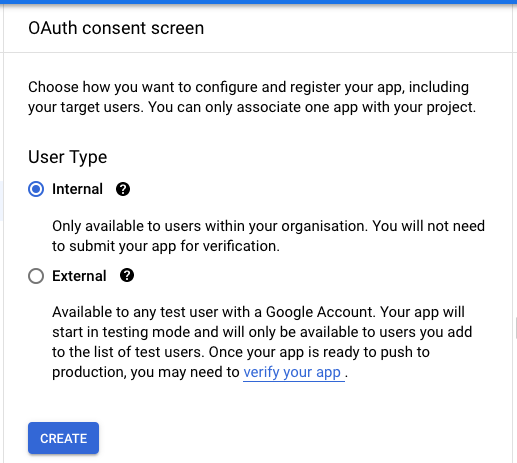 OAuth consent screen
Choose how you want to configure and register your app, including
your target users. You can only associate one app with your project.
User Type
Internal ?
Only available to users within your organisation. You will not need
to submit your app for verification.
External ?
Available to any test user with a Google Account. Your app will
start in testing mode and will only be available to users you add
to the list of test users. Once your app is ready to push to
production, you may need to verify your app .
CREATE